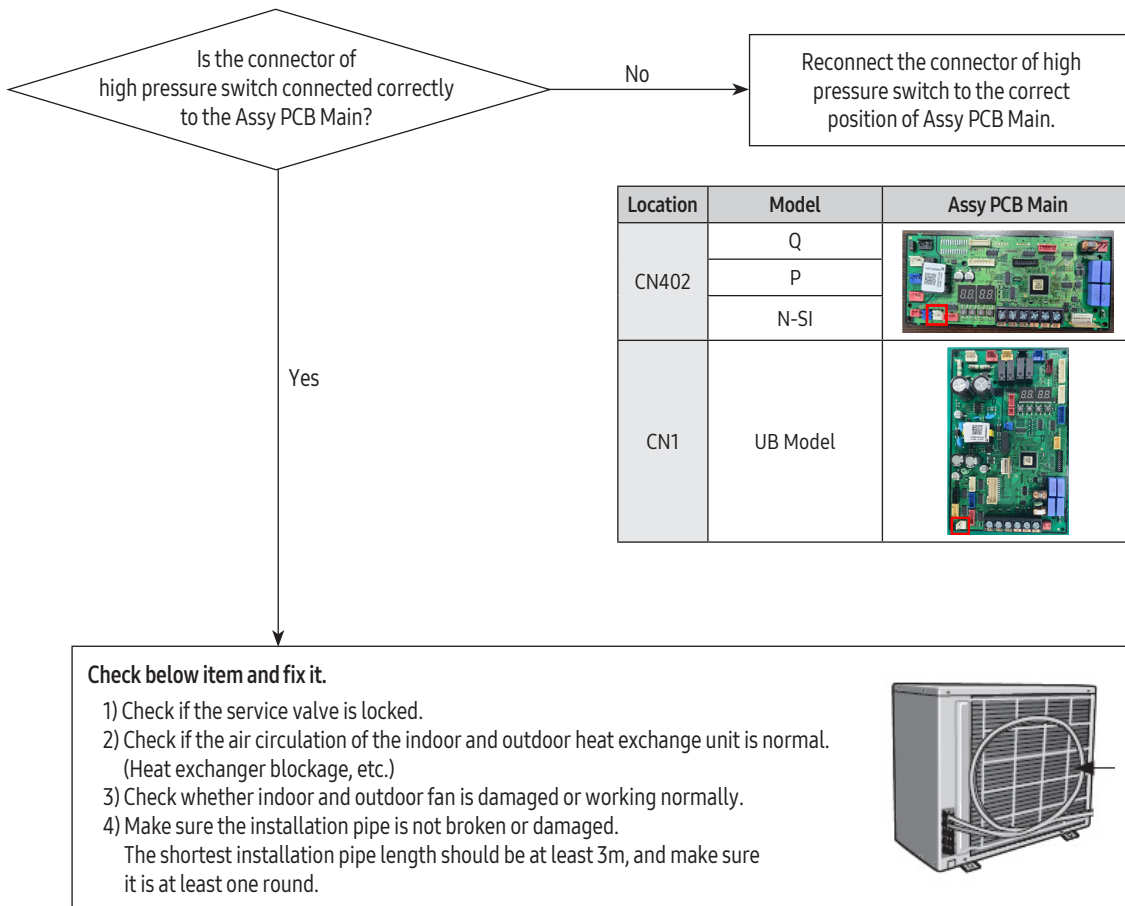 Is the connector of
high pressure switch connected correctly
to the Assy PCB Main?
No
Reconnect the connector of high
pressure switch to the correct
position of Assy PCB Main.
Location Model Assy PCB Main
CN402
Q
P
N-SI
CN1 UB Model
Yes
Check below item and fix it.
1) Check if the service valve is locked.
2) Check if the air circulation of the indoor and outdoor heat exchange unit is normal.
(Heat exchanger blockage, etc.)
3) Check whether indoor and outdoor fan is damaged or working normally.
4) Make sure the installation pipe is not broken or damaged.
The shortest installation pipe length should be at least 3m, and make sure
it is at least one round.